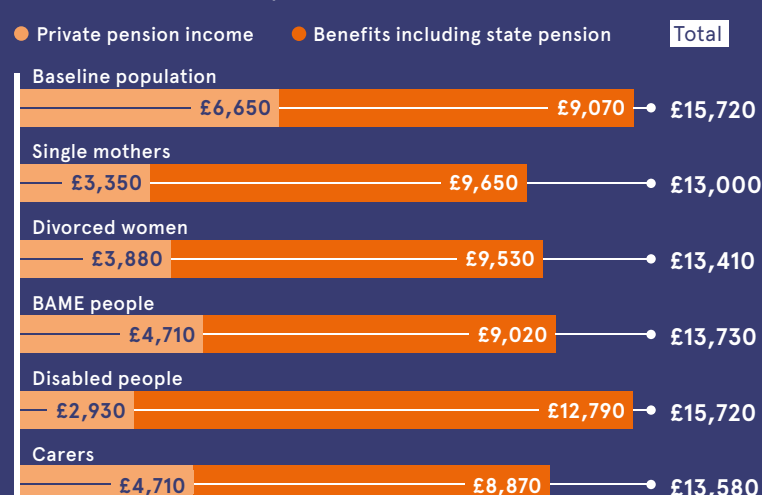 Private pension income Benefits including state pension Total
Baseline population
£6,650 £9,070 £15,720
Single mothers
£3,350 £9,650 £13,000
Divorced women
£3,880 £9,530 £13,410
BAME people
£4,710 £9,020 £13,730
Disabled people
£2,930 £12,790 £15,720
Carers
£4,710 £8,870 £13,580